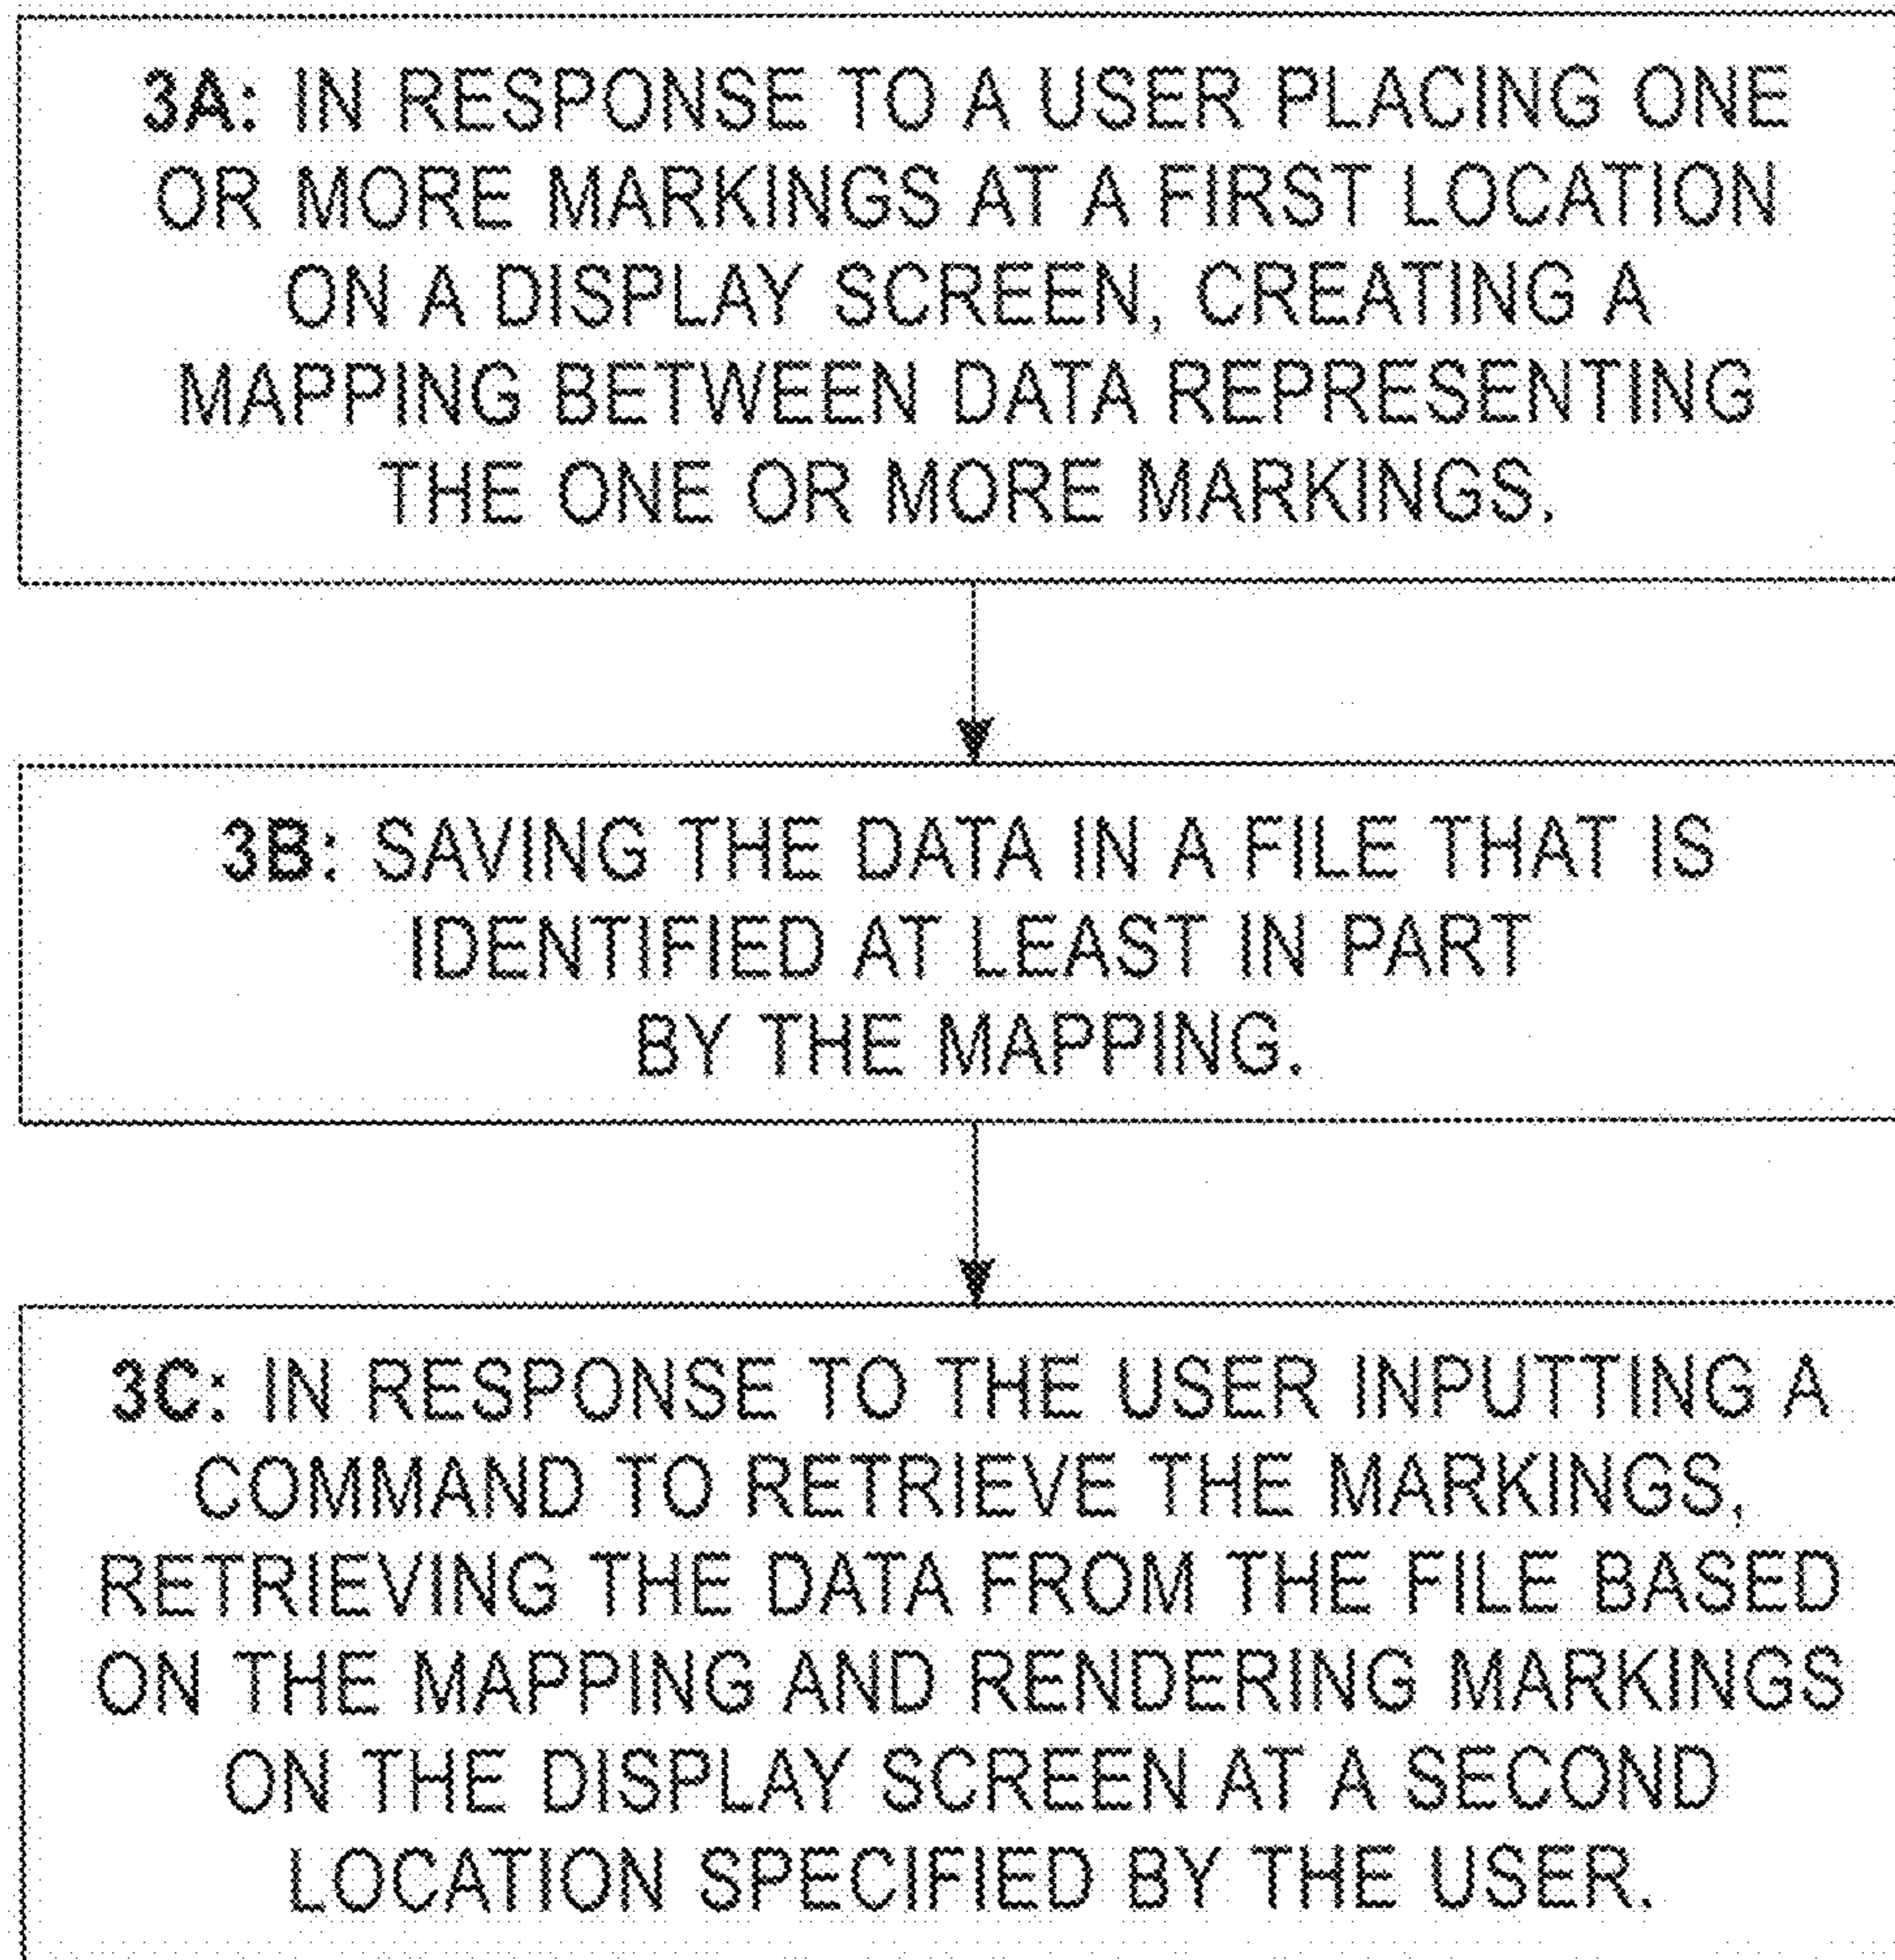 3A: IN RESPONSE TO A USER PLACING ONE
OR MORE MARKINGS AT A FIRST LOCATION
ON A DISPLAY SCREEN, CREATING A
MAPPING BETWEEN DATA REPRESENTING
THE ONE OR MORE MARKINGS.
3B: SAVING THE DATA IN A FILE THAT IS
IDENTIFIED AT LEAST IN PART
BY THE MAPPING.
3C: IN RESPONSE TO THE USER INPUTTING A
COMMAND TO RETRIEVE THE MARKINGS,
RETRIEVING THE DATA FROM THE FILE BASED
ON THE MAPPING AND RENDERING MARKINGS
ON THE DISPLAY SCREEN AT A SECOND
LOCATION SPECIFIED BY THE USER.